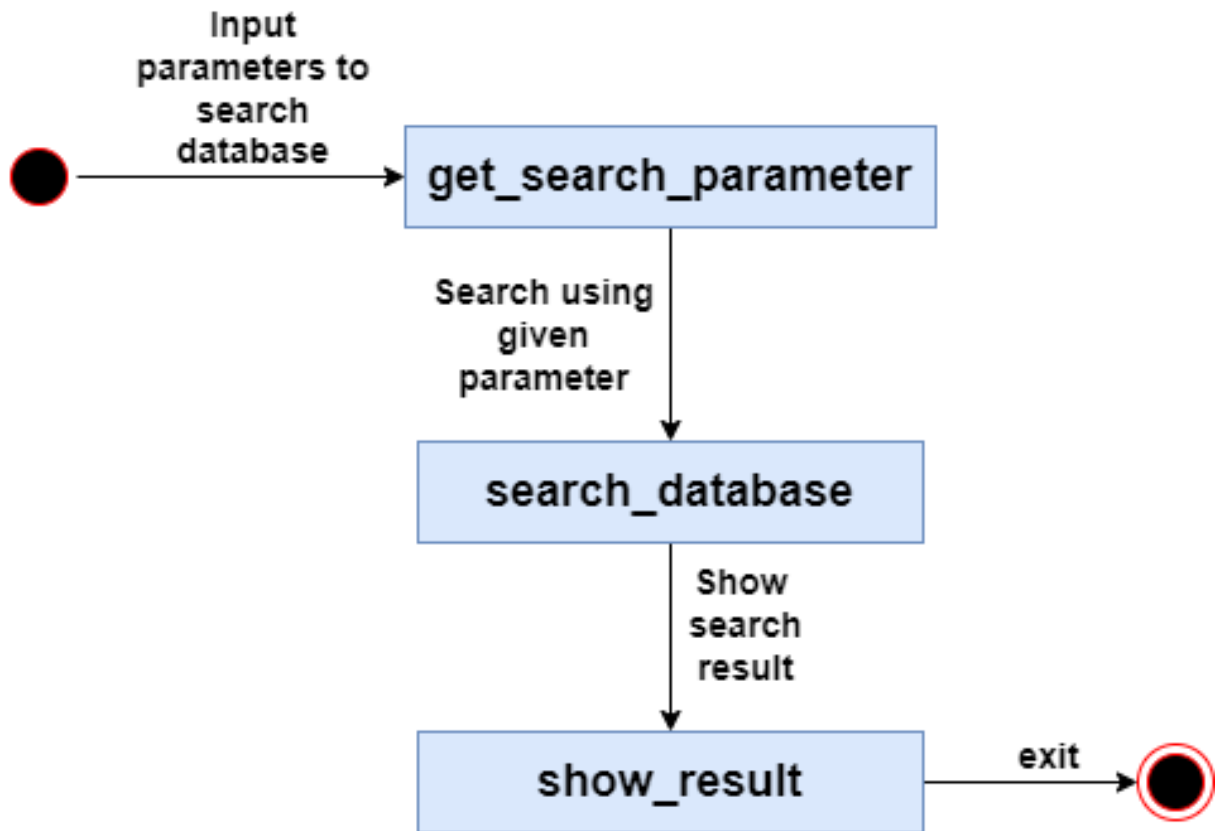 Input
parameters to
search
database
get_search_parameter
Search using
given
parameter
search_database
Show
search
result
show_result
exit